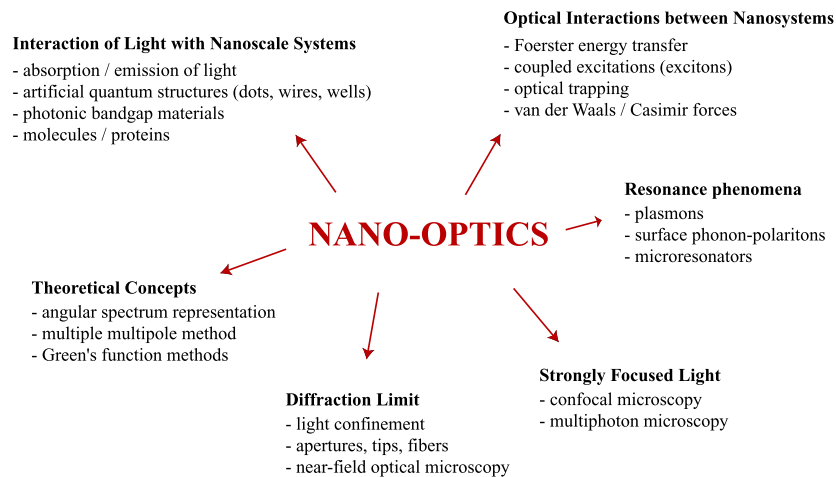 Interaction of Light with Nanoscale Systems
- absorption / emission of light
- artificial quantum structures (dots, wires, wells)
- photonic bandgap materials
- molecules / proteins
Optical Interactions between Nanosystems
- Foerster energy transfer
- coupled excitations (excitons)
- optical trapping
- van der Waals / Casimir forces
Resonance phenomena
- plasmons
- surface phonon-polaritons
- microresonators
NANO-OPTICS
Theoretical Concepts
- angular spectrum representation
- multiple multipole method
- Green's function methods
Diffraction Limit
- light confinement
- apertures, tips, fibers
- near-field optical microscopy
Strongly Focused Light
- confocal microscopy
- multiphoton microscopy